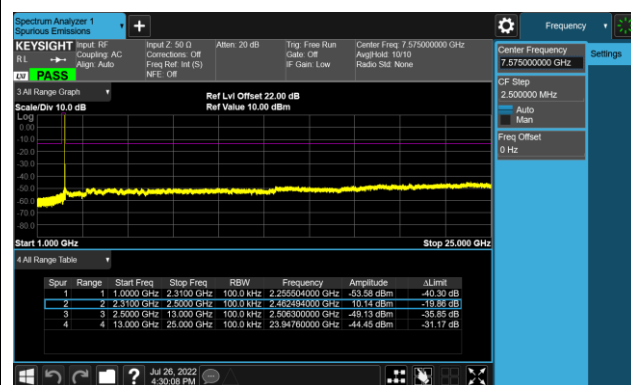 Spectrum Analyzer 1
Spurious Emissions
Frequency
KEYSIGHT Input: RF Input Z: 50 Ω Atten: 20 dB Trig: Free Run Center Freq: 7.575000000 GHz
RL Coupling: AC Corrections: Off Gate: Off Avg|Hold: 10/10
Align: Auto Freq Ref: Int (S) IF Gain: Low Radio Std: None
NFE: Off
LXI PASS
Center Frequency
7.575000000 GHz
Settings
CF Step
2.500000 MHz
Auto
Man
Freq Offset
0 Hz
3 All Range Graph
Ref Lvl Offset 22.00 dB
Scale/Div 10.0 dB Ref Value 10.00 dBm
Log
0.00
-10.0
-20.0
-30.0
-40.0
-50.0
-60.0
-70.0
-80.0
Start 1.000 GHz Stop 25.000 GHz
4 All Range Table
Spur Range Start Freq Stop Freq RBW Frequency Amplitude ΔLimit
1 1 1.0000 GHz 2.3100 GHz 100.0 kHz 2.255504000 GHz -53.58 dBm -40.30 dB
2 2 2.3100 GHz 2.5000 GHz 100.0 kHz 2.462494000 GHz 10.14 dBm -19.86 dB
3 3 2.5000 GHz 13.000 GHz 100.0 kHz 2.506300000 GHz -49.13 dBm -35.85 dB
4 4 13.000 GHz 25.000 GHz 100.0 kHz 23.94760000 GHz -44.45 dBm -31.17 dB
Jul 26, 2022
4:30:08 PM